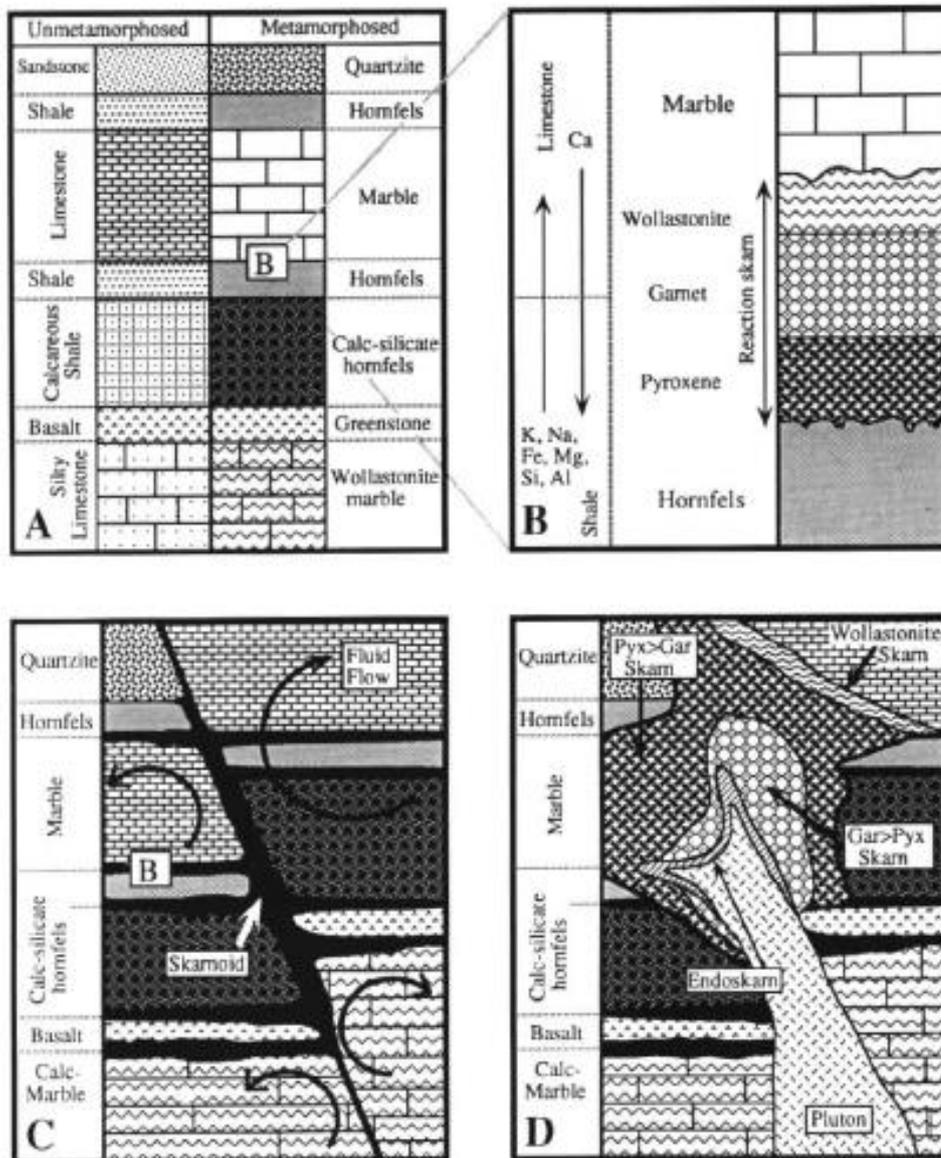 Unmetamorphosed Metamorphosed
Sandstone Quartzite
Shale Hornfels
Limestone Marble
B
Shale Hornfels
Calcareous
Shale
Calc-silicate
hornfels
Basalt Greenstone
Silty
Limestone
Wollastonite
marble
A
Limestone
Ca
Marble
Wollastonite
Garnet
Reaction skarn
Pyroxene
K, Na,
Fe, Mg,
Si, Al
Shale
Hornfels
B
Quartzite
Fluid
Flow
Hornfels
Marble
B
Calc-silicate
hornfels
Skarnoid
Basalt
Calc-
Marble
C
Quartzite
Pyx>Gar
Skarn
Wollastonite
Skarn
Hornfels
Marble
Gar>Pyx
Skarn
Calc-silicate
hornfels
Endoskarn
Basalt
Calc-
Marble
Pluton
D